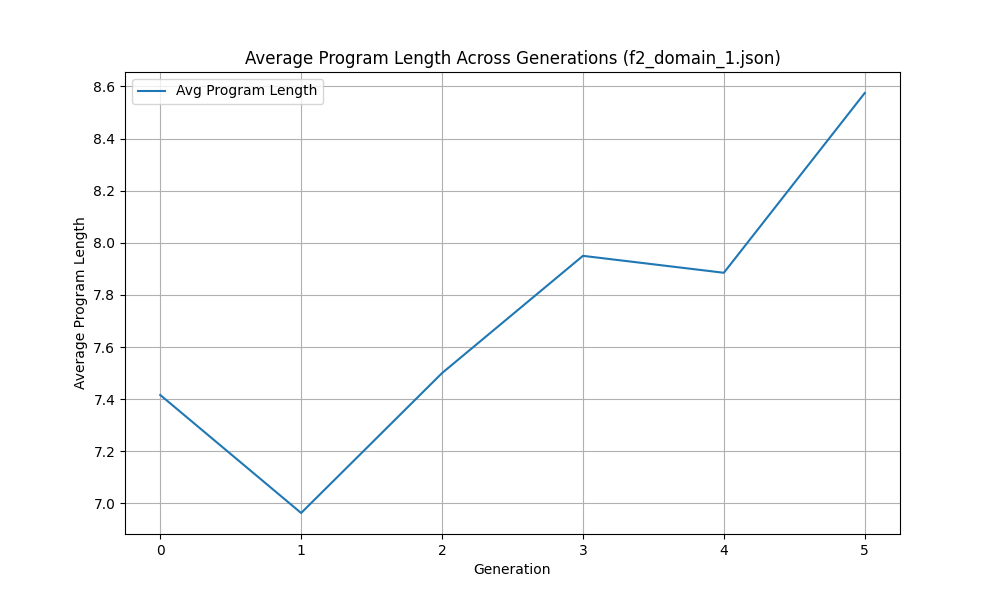 Average Program Length Across Generations (f2_domain_1.json)
Avg Program Length
8.6
8.4
8.2
8.0
7.8
7.6
7.4
7.2
7.0
Average Program Length
0 1 2 3 4 5
Generation